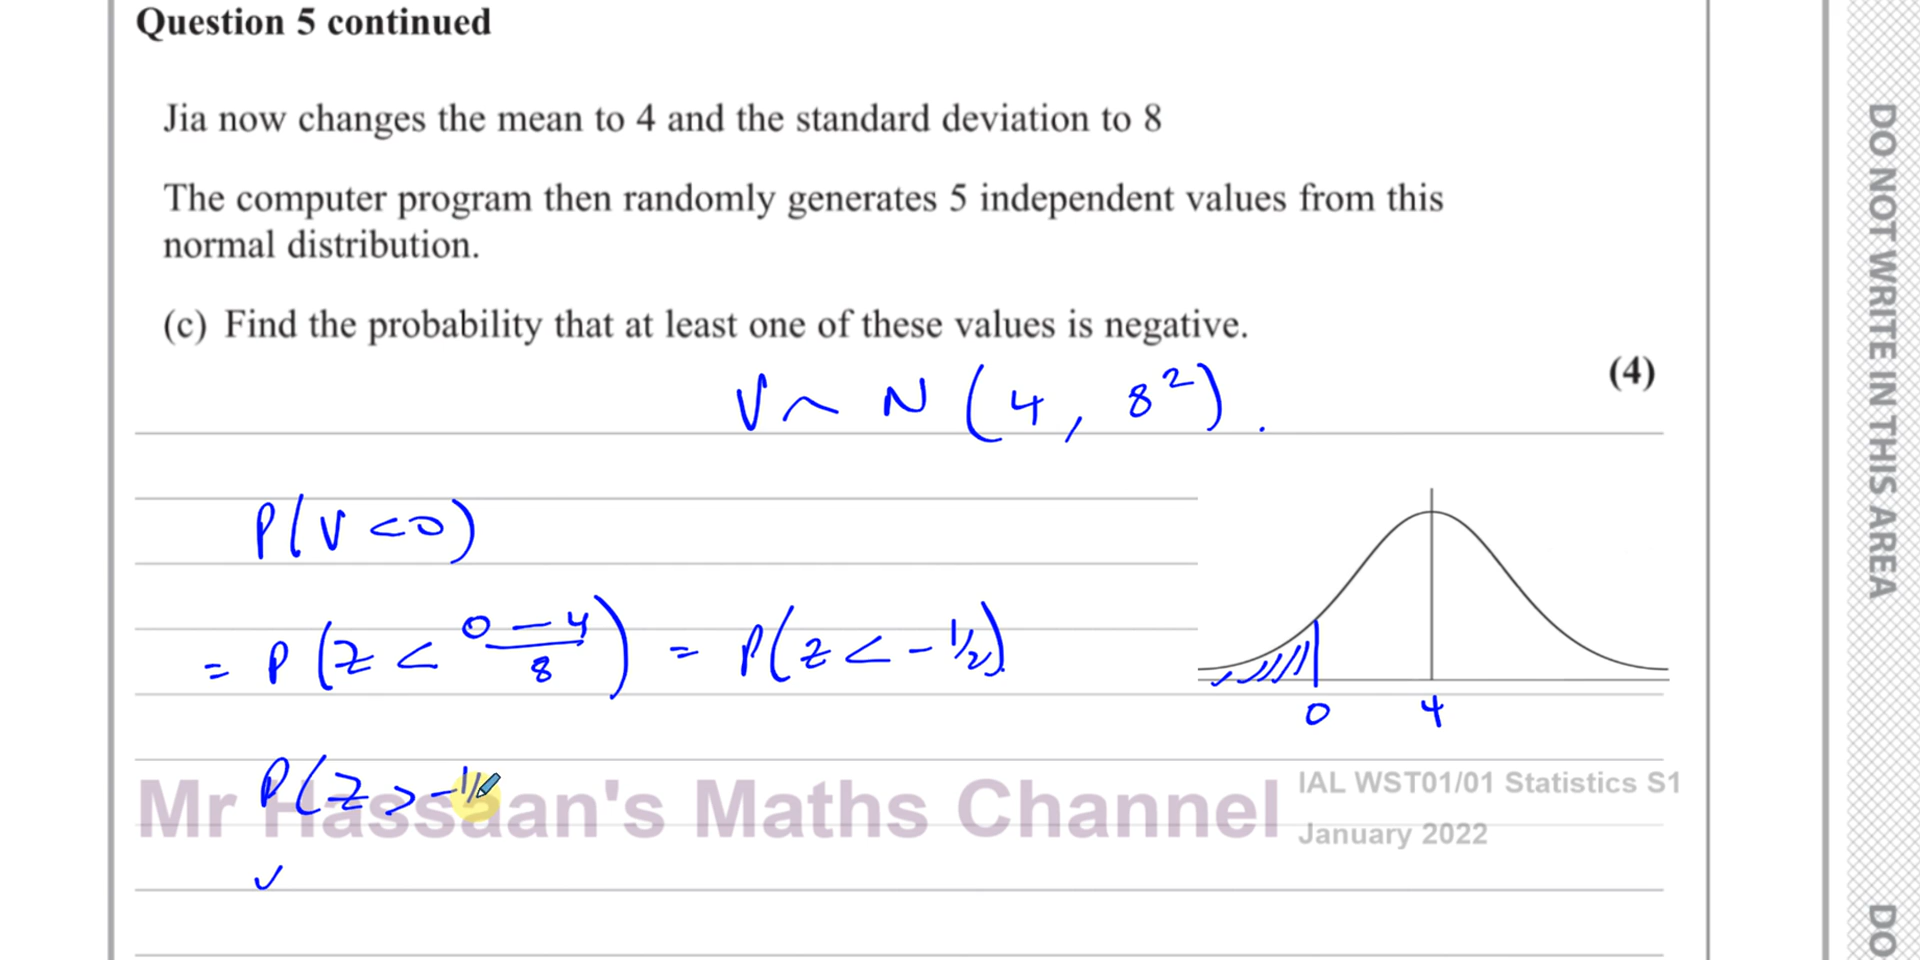 Question 5 continued
Jia now changes the mean to 4 and the standard deviation to 8
The computer program then randomly generates 5 independent values from this
normal distribution.
(c) Find the probability that at least one of these values is negative.
(4)
V ~ N (4, 8²).
P(V<0)
= P(Z < 0-4/8) = P(Z < -1/2)
0 4
P(Z > -1/
Mr Hassaan's Maths Channel
IAL WST01/01 Statistics S1
January 2022
DO NOT WRITE IN THIS AREA
DO